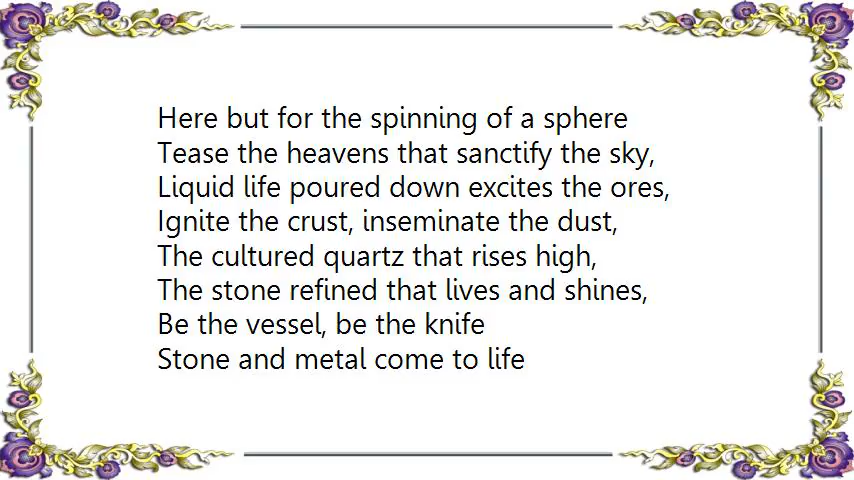 Here but for the spinning of a sphere
Tease the heavens that sanctify the sky,
Liquid life poured down excites the ores,
Ignite the crust, inseminate the dust,
The cultured quartz that rises high,
The stone refined that lives and shines,
Be the vessel, be the knife
Stone and metal come to life